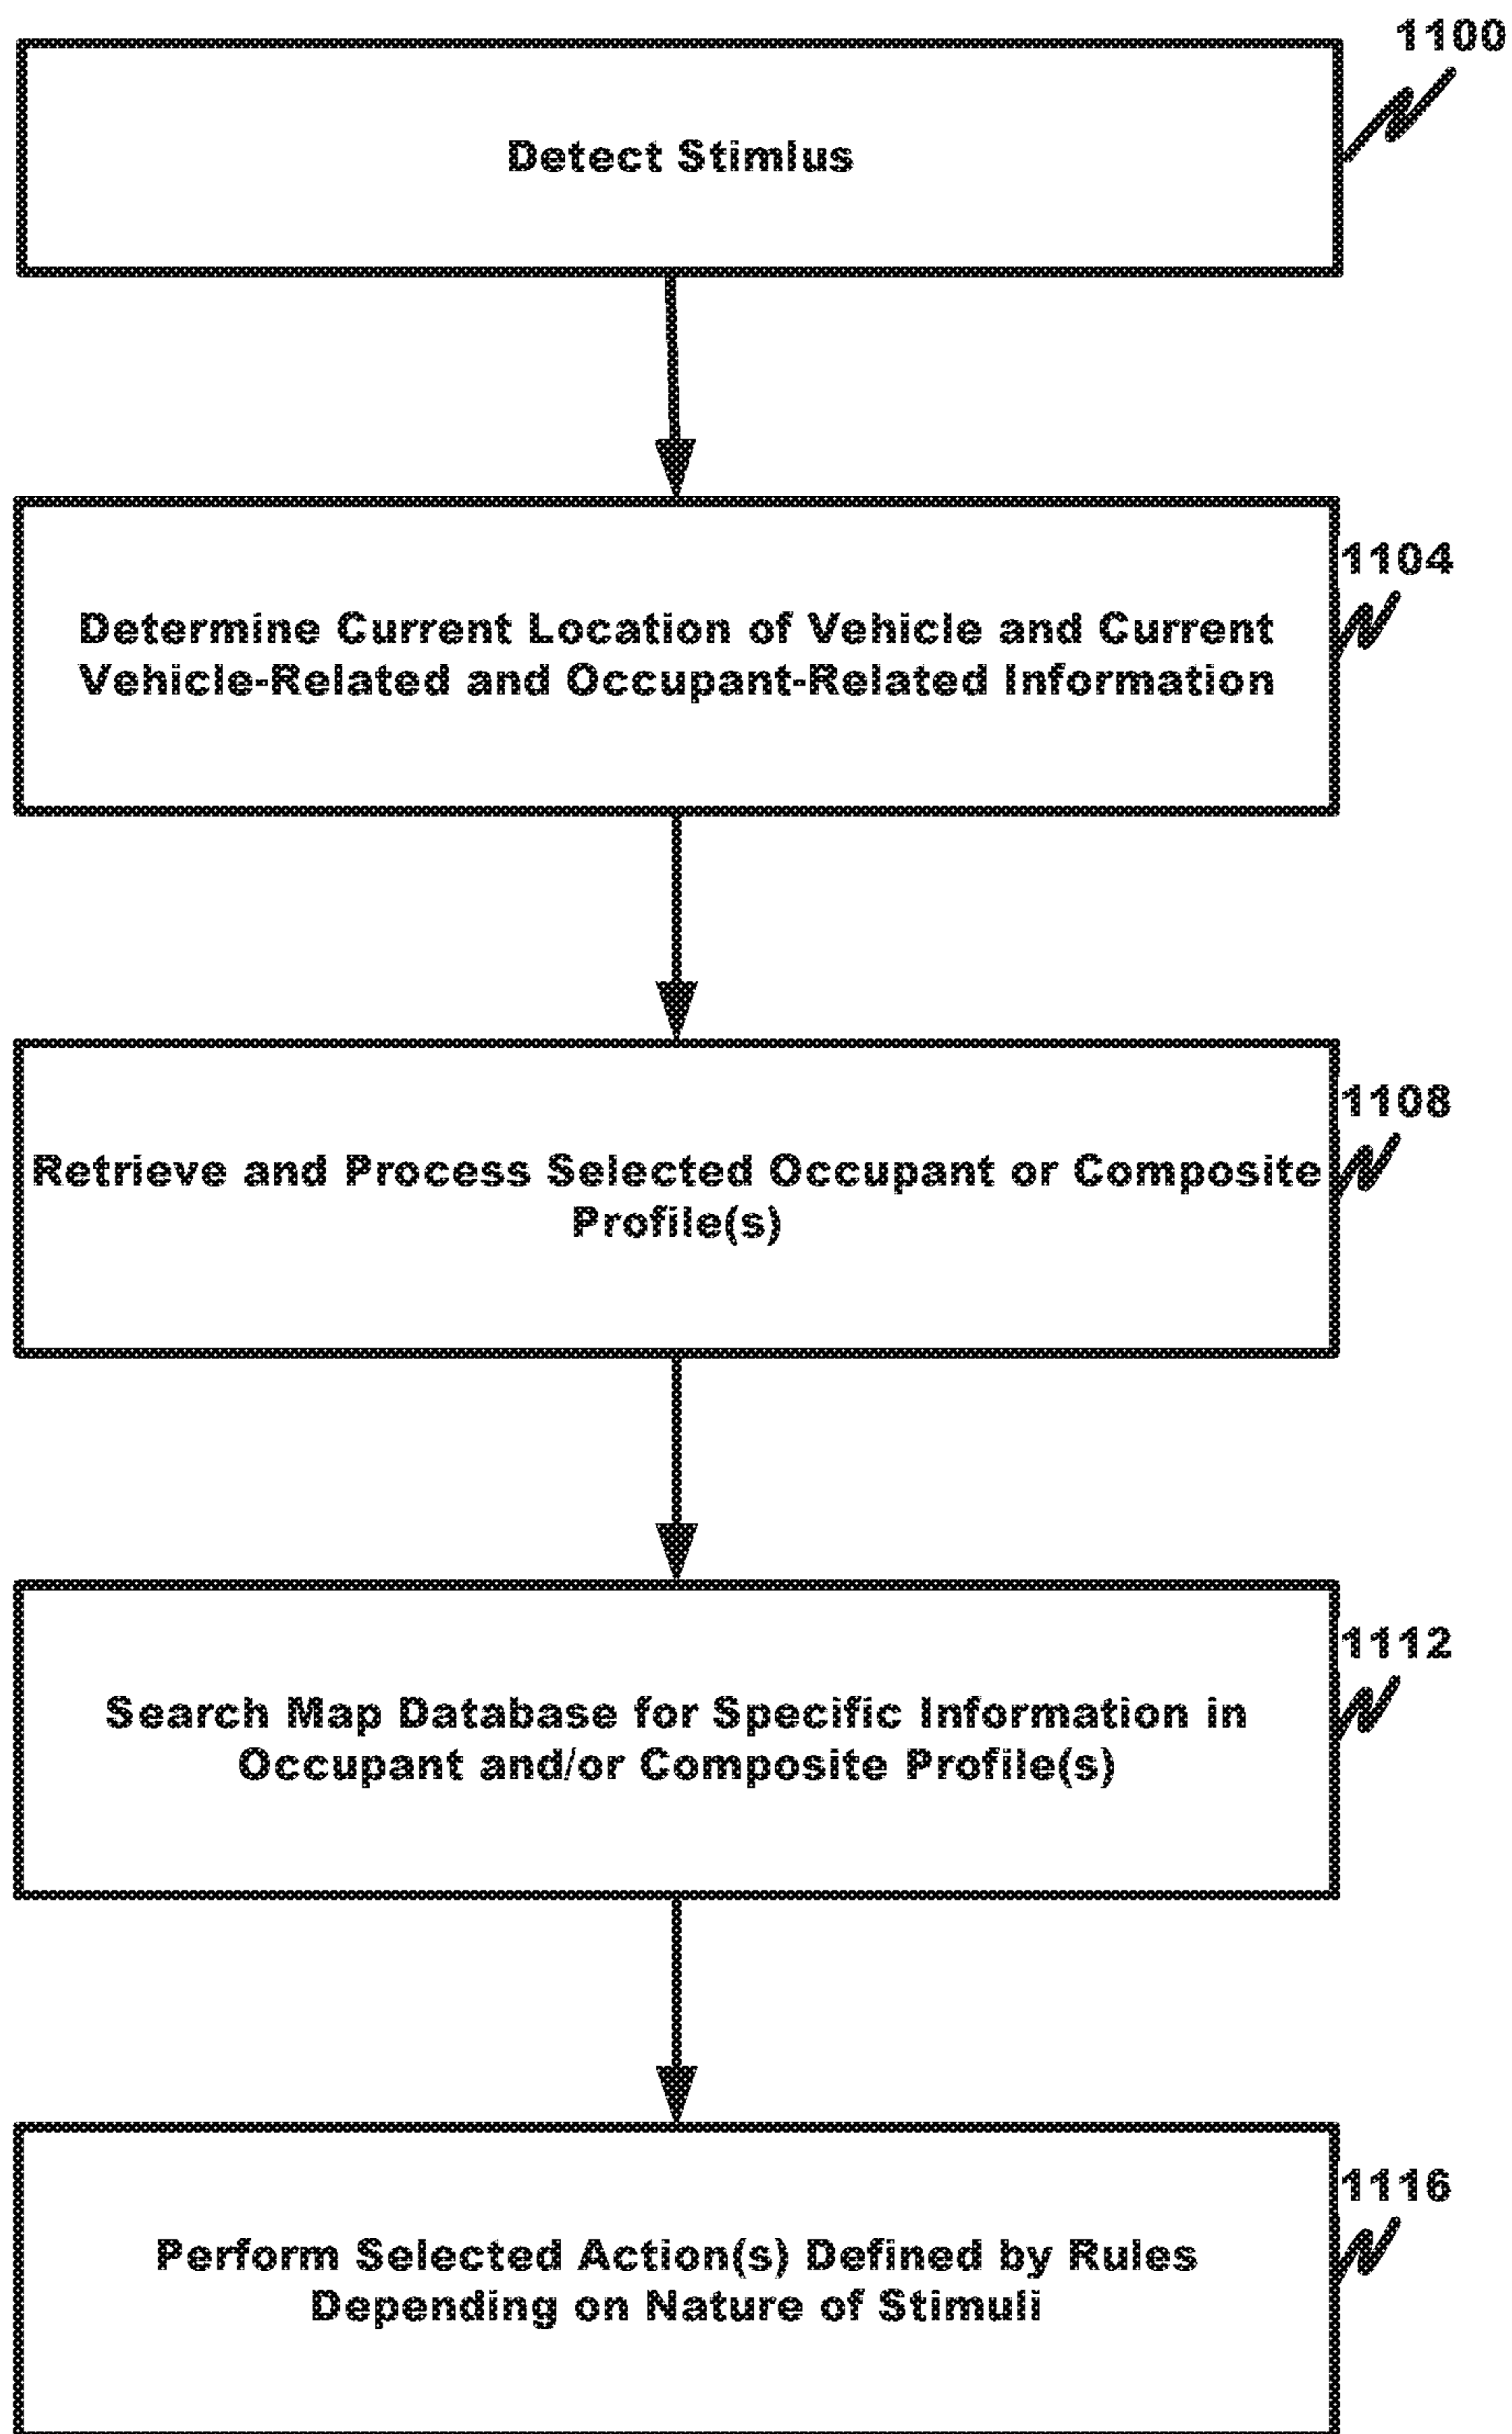 1100
Detect Stimlus
1104
Determine Current Location of Vehicle and Current
Vehicle-Related and Occupant-Related Information
1108
Retrieve and Process Selected Occupant or Composite
Profile(s)
1112
Search Map Database for Specific Information in
Occupant and/or Composite Profile(s)
1116
Perform Selected Action(s) Defined by Rules
Depending on Nature of Stimuli